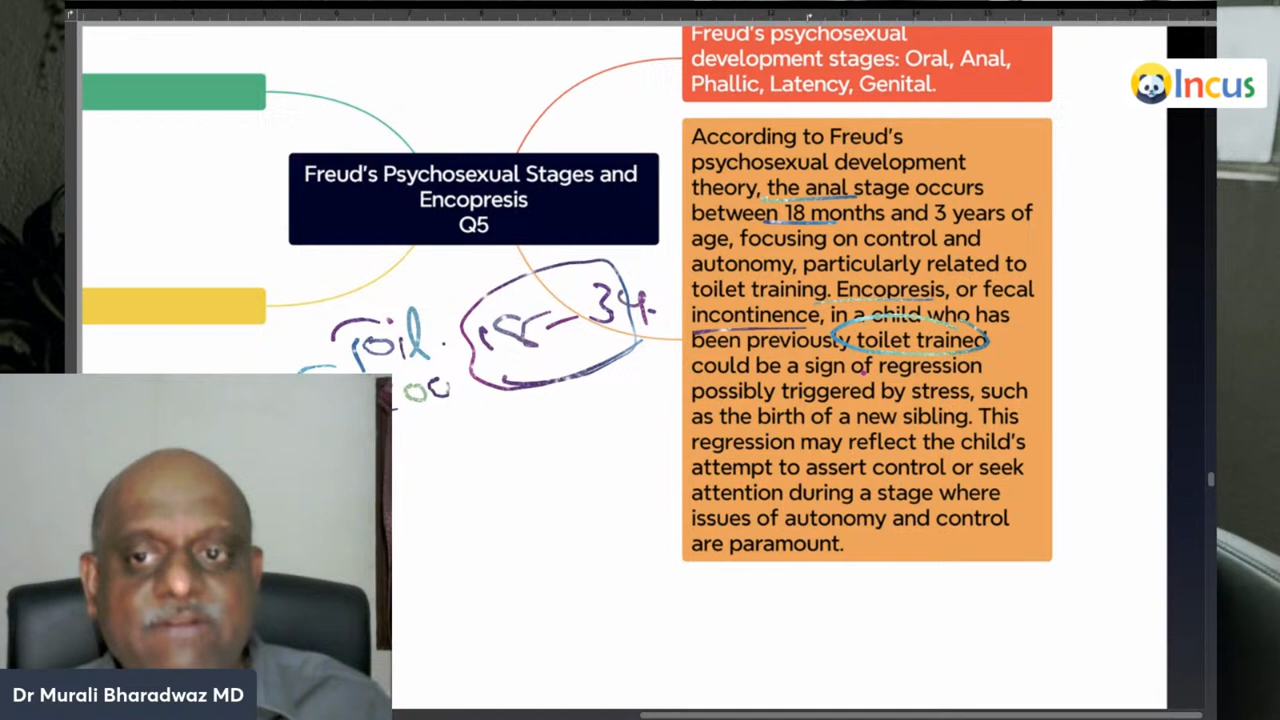 Freud's psychosexual
development stages: Oral, Anal,
Phallic, Latency, Genital.
Incus
Freud's Psychosexual Stages and
Encopresis
Q5
According to Freud's
psychosexual development
theory, the anal stage occurs
between 18 months and 3 years of
age, focusing on control and
autonomy, particularly related to
toilet training. Encopresis, or fecal
incontinence, in a child who has
been previously toilet trained
could be a sign of regression
possibly triggered by stress, such
as the birth of a new sibling. This
regression may reflect the child's
attempt to assert control or seek
attention during a stage where
issues of autonomy and control
are paramount.
Toil.
Dr Murali Bharadwaz MD